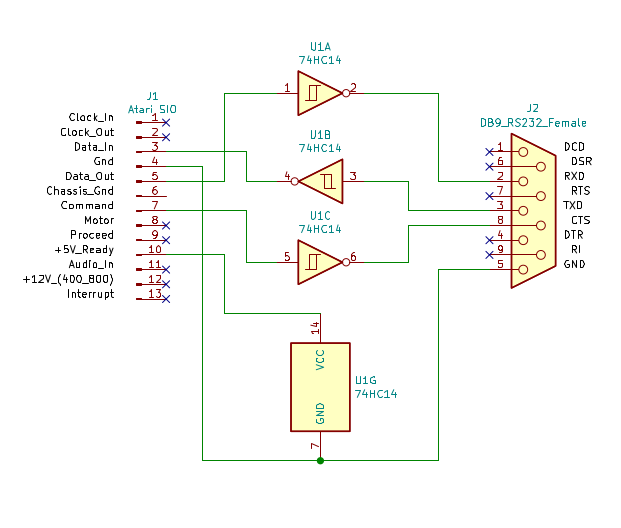 U1A
74HC14
1
2
J1
Atari_SIO
Clock_In 1
Clock_Out 2
Data_In 3
Gnd 4
Data_Out 5
Chassis_Gnd 6
Command 7
Motor 8
Proceed 9
+5V_Ready 10
Audio_In 11
+12V_(400_800) 12
Interrupt 13
U1B
74HC14
4
3
U1C
74HC14
5
6
J2
DB9_RS232_Female
1 DCD
6 DSR
2 RXD
7 RTS
3 TXD
8 CTS
4 DTR
9 RI
5 GND
14
VCC
U1G
74HC14
GND
7